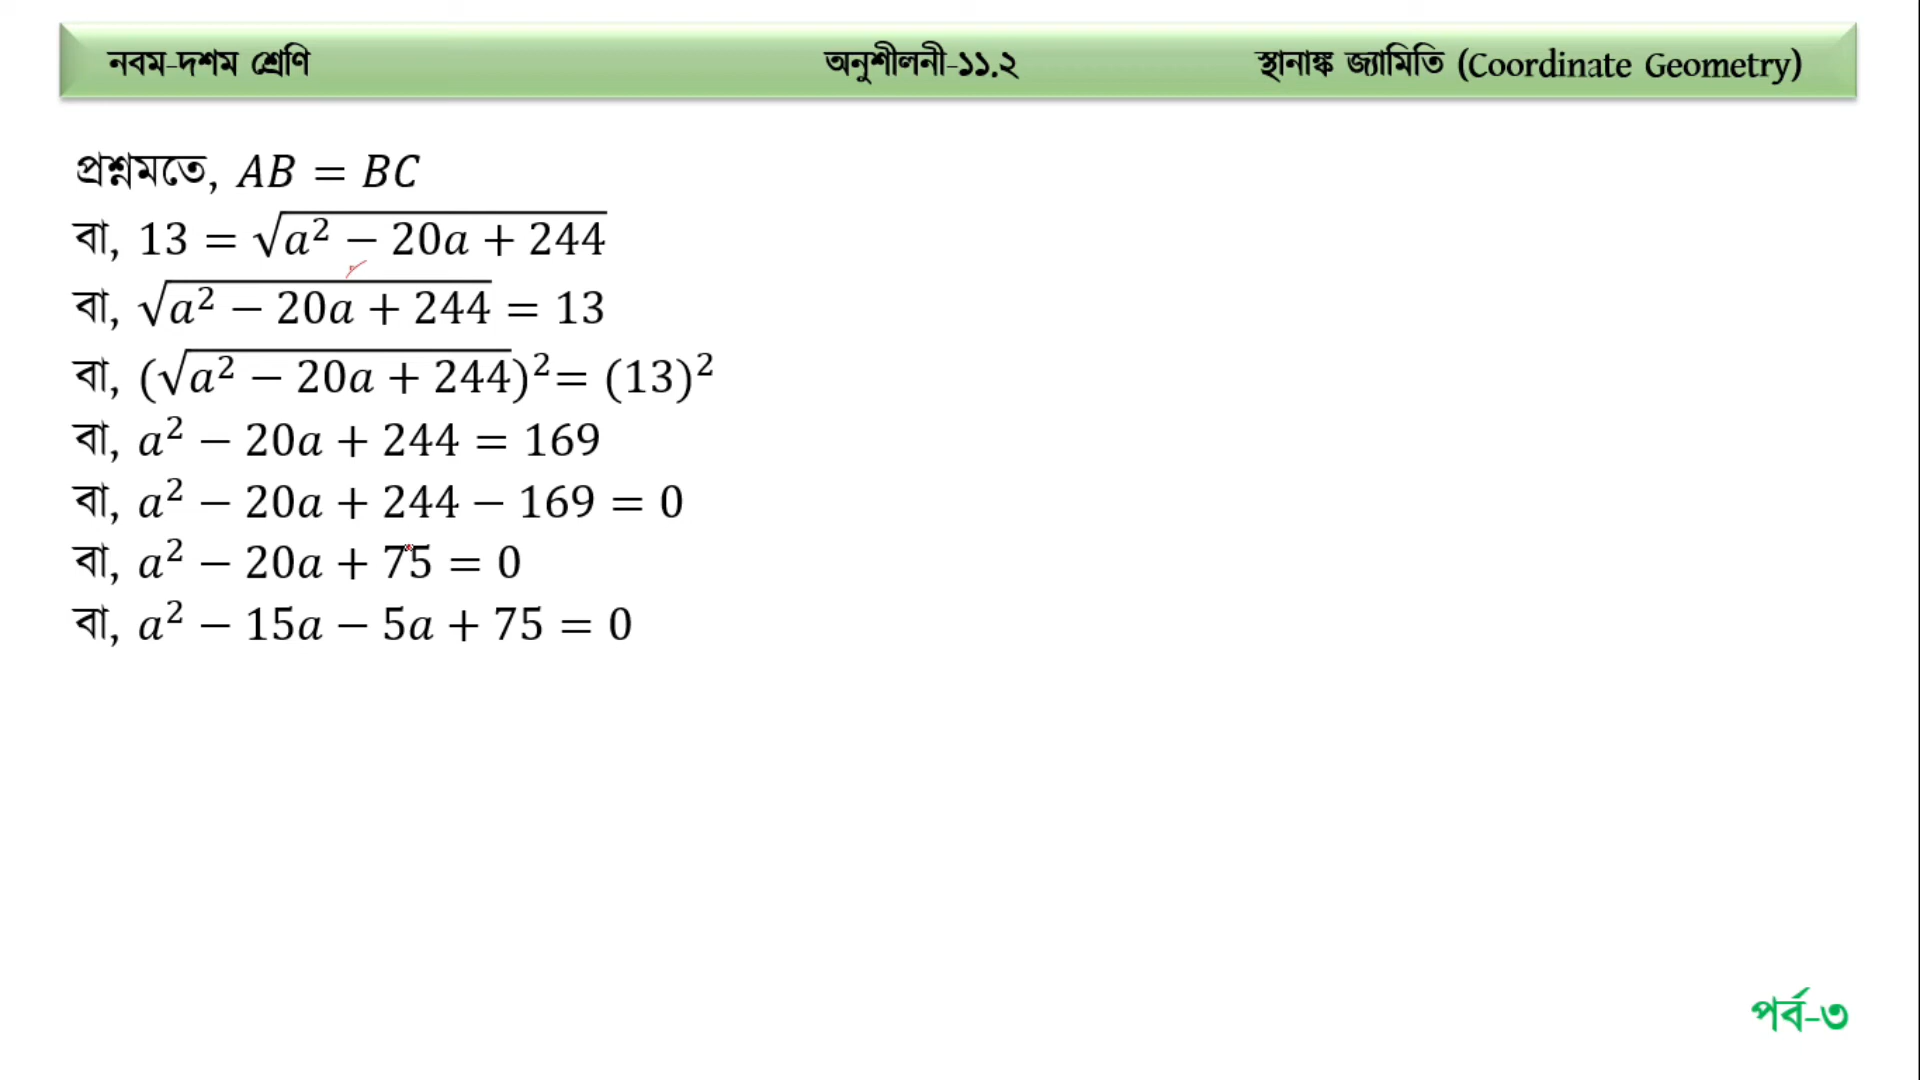 নবম-দশম শ্রেণি অনুশীলনী-১১.২ স্থানাঙ্ক জ্যামিতি (Coordinate Geometry)
প্রশ্নমতে, AB = BC
বা, 13 = √(a² − 20a + 244)
বা, √(a² − 20a + 244) = 13
বা, (√(a² − 20a + 244))² = (13)²
বা, a² − 20a + 244 = 169
বা, a² − 20a + 244 − 169 = 0
বা, a² − 20a + 75 = 0
বা, a² − 15a − 5a + 75 = 0
পর্ব-৩